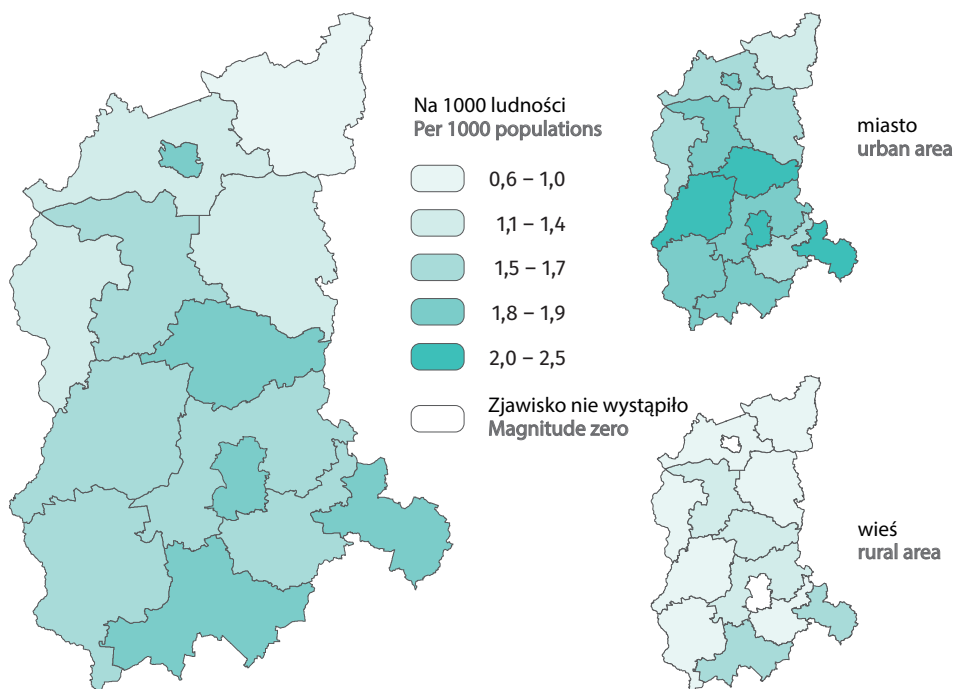 Na 1000 ludności
Per 1000 populations
0,6 – 1,0
1,1 – 1,4
1,5 – 1,7
1,8 – 1,9
2,0 – 2,5
Zjawisko nie wystąpiło
Magnitude zero
miasto
urban area
wieś
rural area